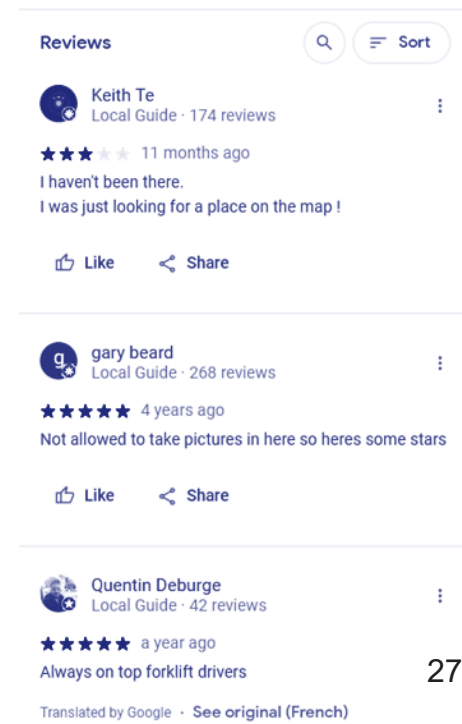 Reviews
Sort
Keith Te
Local Guide · 174 reviews
11 months ago
I haven't been there.
I was just looking for a place on the map !
Like Share
g gary beard
Local Guide · 268 reviews
4 years ago
Not allowed to take pictures in here so heres some stars
Like Share
Quentin Deburge
Local Guide · 42 reviews
a year ago
Always on top forklift drivers
27
Translated by Google · See original (French)